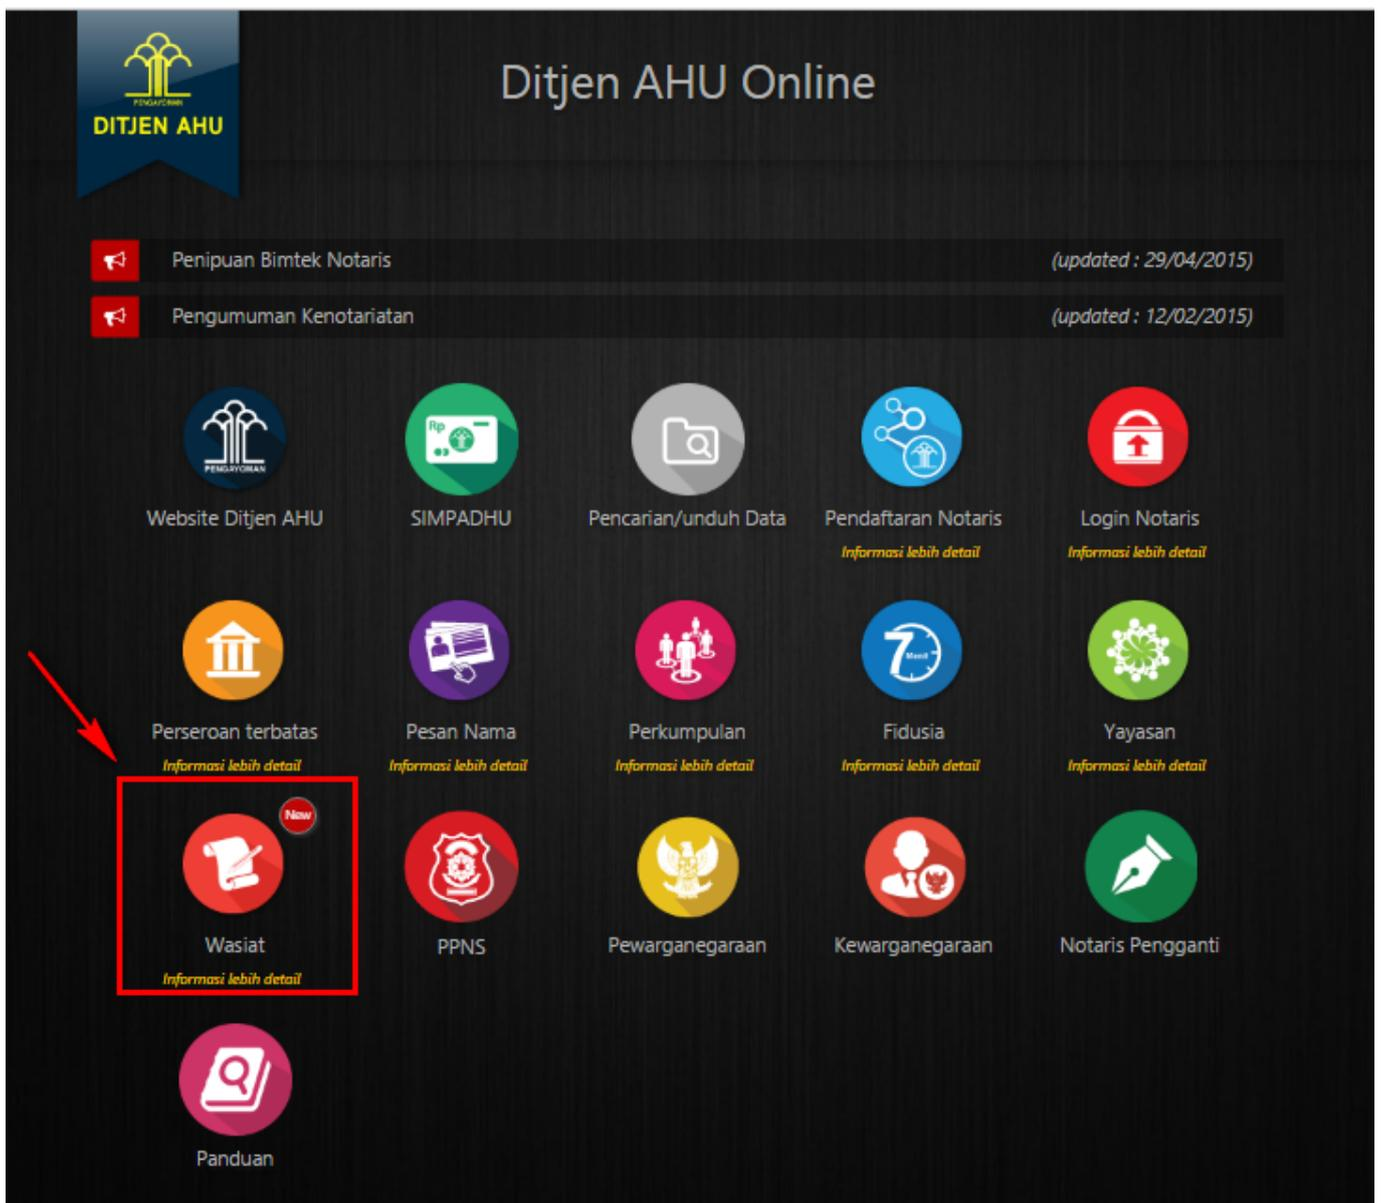 PENGAYOMAN
DITJEN AHU
Ditjen AHU Online
Penipuan Bimtek Notaris
(updated : 29/04/2015)
Pengumuman Kenotariatan
(updated : 12/02/2015)
PENGAYOMAN
Rp
Website Ditjen AHU
SIMPADHU
Pencarian/unduh Data
Pendaftaran Notaris
Login Notaris
Informasi lebih detail
Informasi lebih detail
7 Menit
Perseroan terbatas
Pesan Nama
Perkumpulan
Fidusia
Yayasan
Informasi lebih detail
Informasi lebih detail
Informasi lebih detail
Informasi lebih detail
Informasi lebih detail
New
Wasiat
PPNS
Pewarganegaraan
Kewarganegaraan
Notaris Pengganti
Informasi lebih detail
Panduan